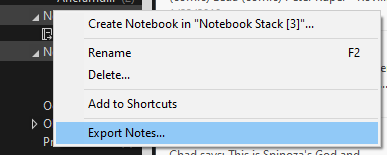 Create Notebook in "Notebook Stack [3]"...
Rename F2
Delete...
Add to Shortcuts
Export Notes...
Chad says: This is Spinoza's God and